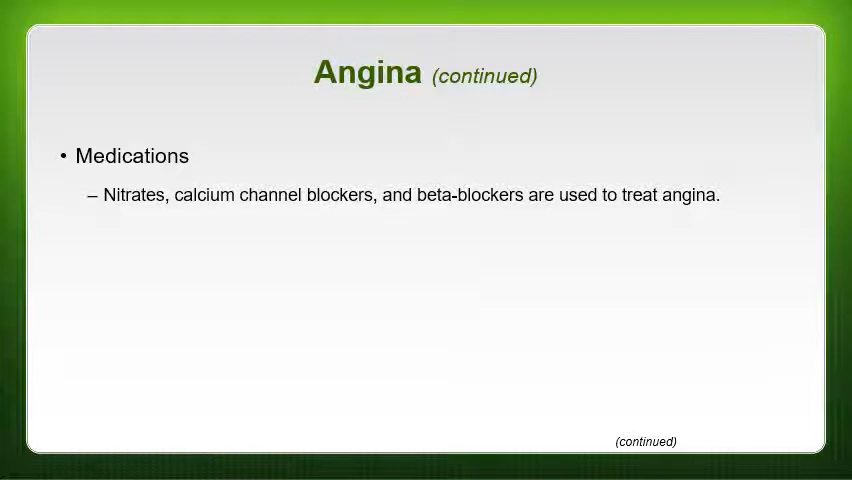 Angina (continued)
• Medications
– Nitrates, calcium channel blockers, and beta-blockers are used to treat angina.
(continued)